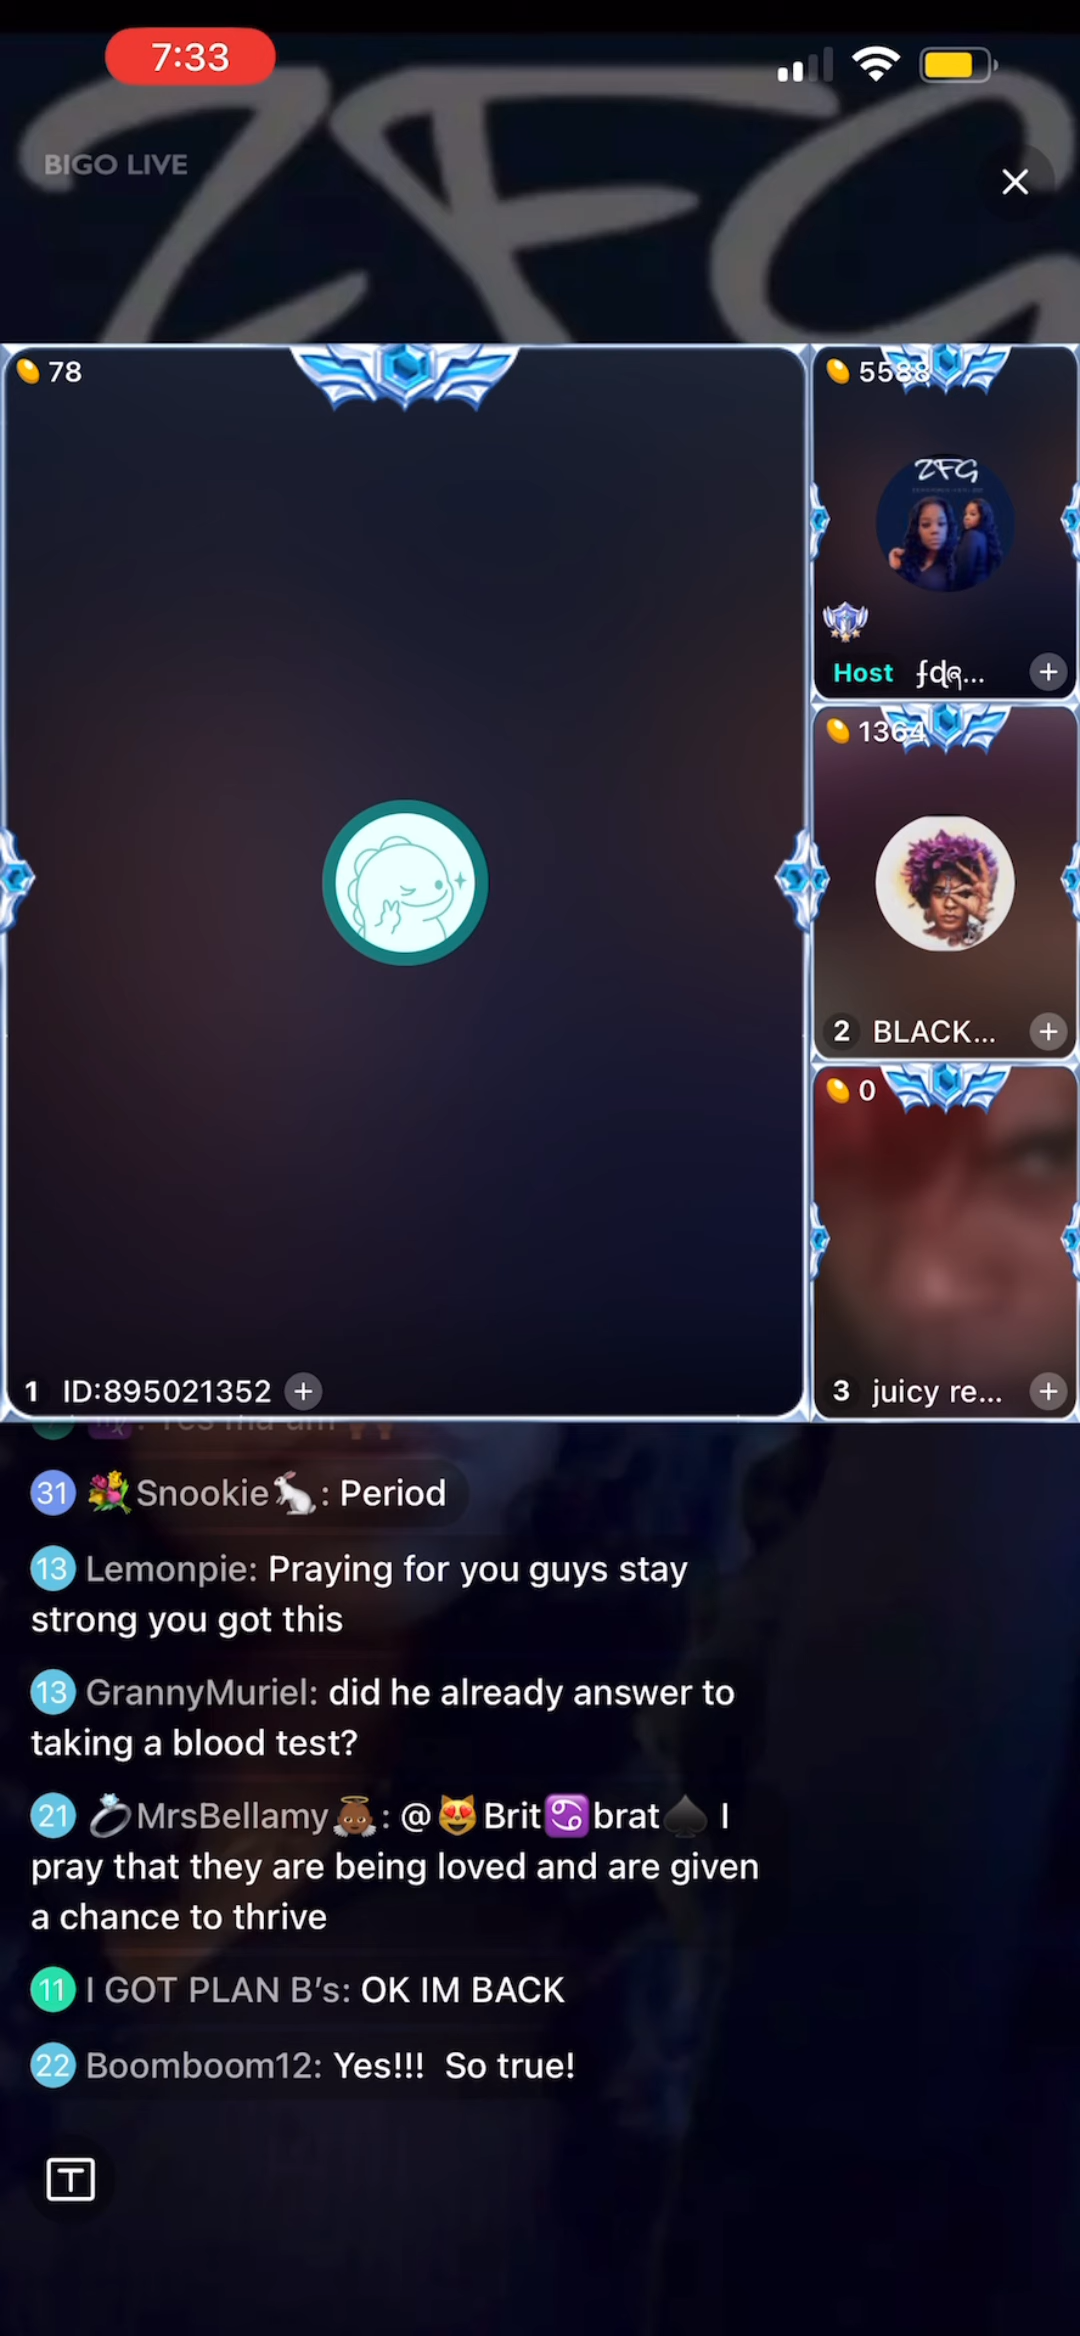 7:33
ZFG
BIGO LIVE
78
5588
ZFG
Host
1364
2 BLACK...
0
1 ID:895021352
3 juicy re...
31 💐Snookie🐇: Period
13 Lemonpie: Praying for you guys stay
strong you got this
13 GrannyMuriel: did he already answer to
taking a blood test?
21 💍MrsBellamy👼🏾: @😻Brit♋brat♠️ I
pray that they are being loved and are given
a chance to thrive
11 I GOT PLAN B's: OK IM BACK
22 Boomboom12: Yes!!! So true!
T